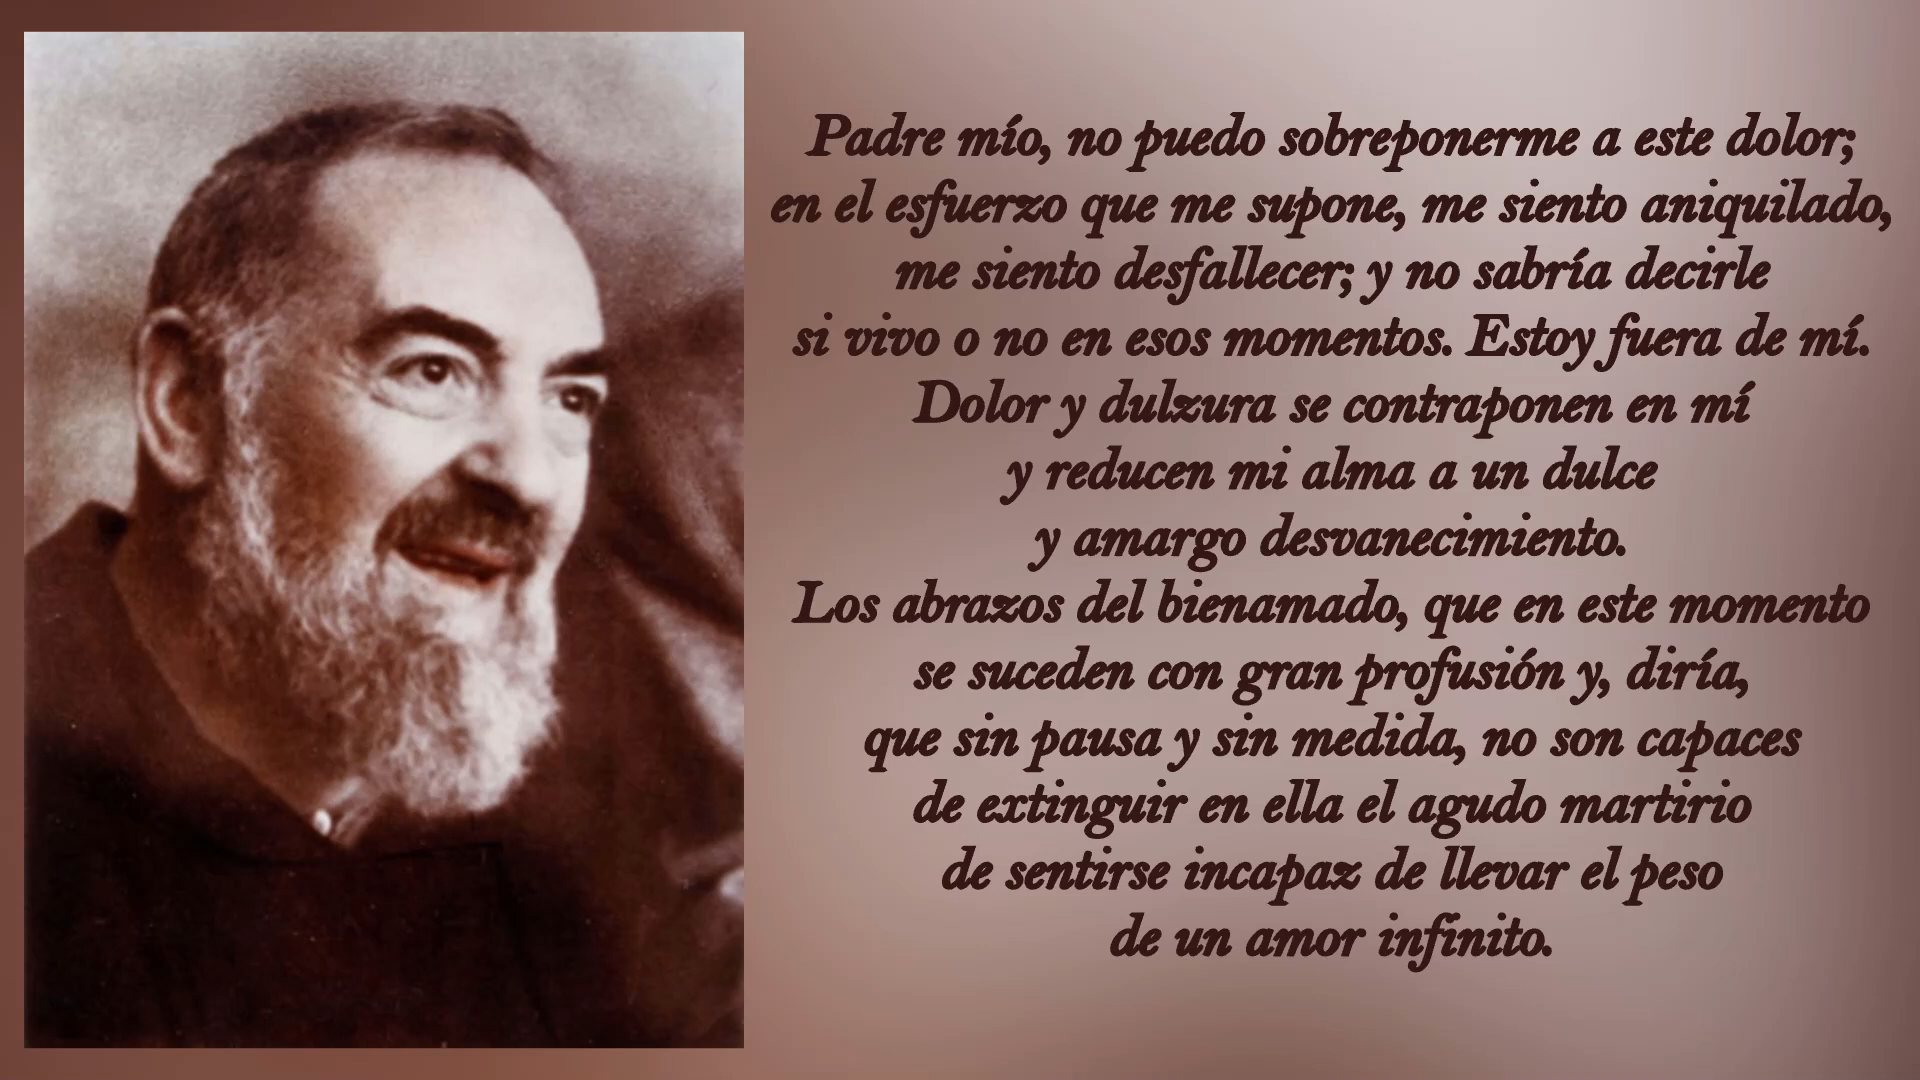 Padre mío, no puedo sobreponerme a este dolor;
en el esfuerzo que me supone, me siento aniquilado,
me siento desfallecer; y no sabría decirle
si vivo o no en esos momentos. Estoy fuera de mí.
Dolor y dulzura se contraponen en mí
y reducen mi alma a un dulce
y amargo desvanecimiento.
Los abrazos del bienamado, que en este momento
se suceden con gran profusión y, diría,
que sin pausa y sin medida, no son capaces
de extinguir en ella el agudo martirio
de sentirse incapaz de llevar el peso
de un amor infinito.